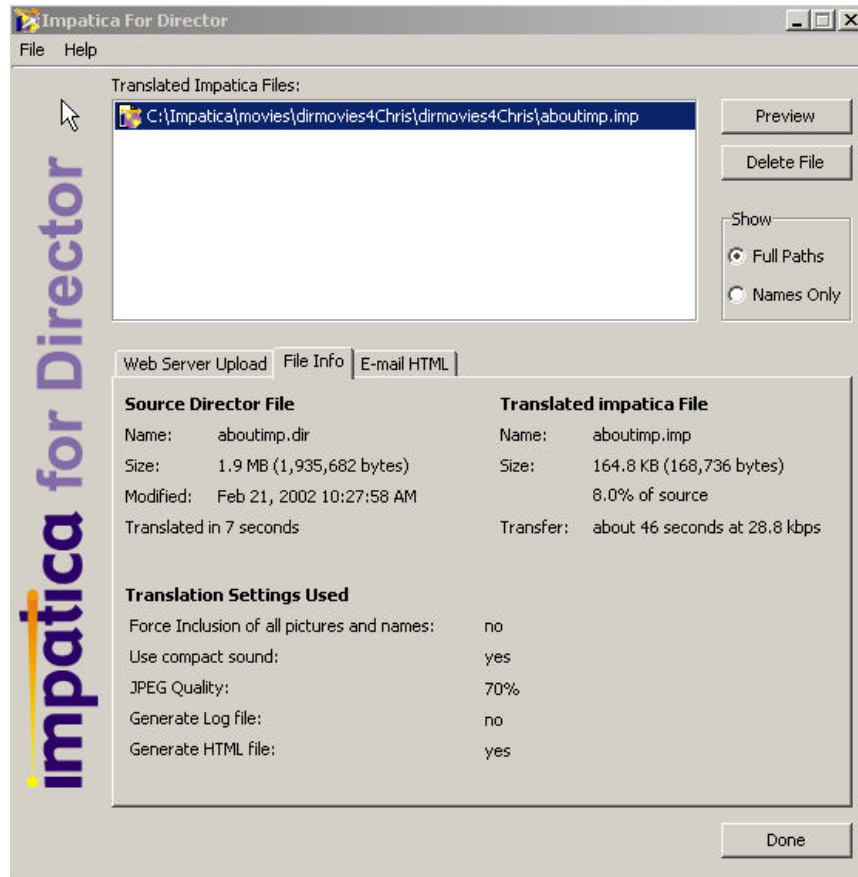 Impatica For Director
File Help
Translated Impatica Files:
C:\Impatica\movies\dirmovies4Chris\dirmovies4Chris\aboutimp.imp
Preview
Delete File
Show
Full Paths
Names Only
impatica for Director
Web Server Upload File Info E-mail HTML
Source Director File
Name: aboutimp.dir
Size: 1.9 MB (1,935,682 bytes)
Modified: Feb 21, 2002 10:27:58 AM
Translated in 7 seconds
Translated impatica File
Name: aboutimp.imp
Size: 164.8 KB (168,736 bytes)
8.0% of source
Transfer: about 46 seconds at 28.8 kbps
Translation Settings Used
Force Inclusion of all pictures and names: no
Use compact sound: yes
JPEG Quality: 70%
Generate Log file: no
Generate HTML file: yes
Done